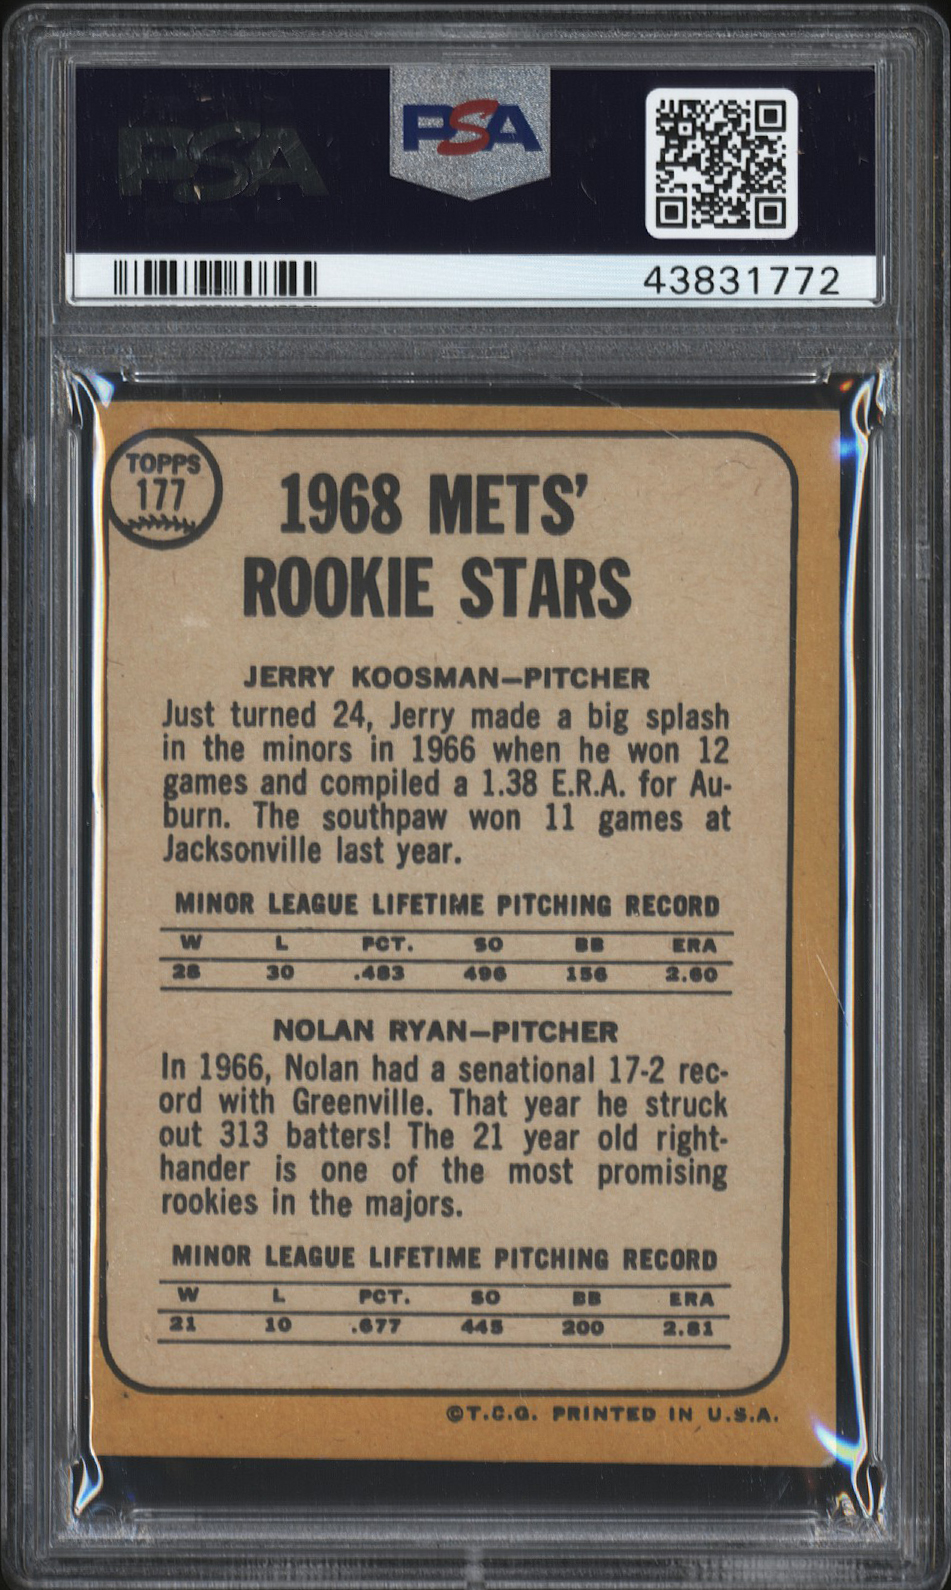 PSA
PSA
43831772
TOPPS
177
1968 METS'
ROOKIE STARS
JERRY KOOSMAN—PITCHER
Just turned 24, Jerry made a big splash
in the minors in 1966 when he won 12
games and compiled a 1.38 E.R.A. for Au-
burn. The southpaw won 11 games at
Jacksonville last year.
MINOR LEAGUE LIFETIME PITCHING RECORD
W L PCT. SO BB ERA
28 30 .483 496 156 2.60
NOLAN RYAN—PITCHER
In 1966, Nolan had a senational 17-2 rec-
ord with Greenville. That year he struck
out 313 batters! The 21 year old right-
hander is one of the most promising
rookies in the majors.
MINOR LEAGUE LIFETIME PITCHING RECORD
W L PCT. SO BB ERA
21 10 .677 445 200 2.81
©T.C.G. PRINTED IN U.S.A.